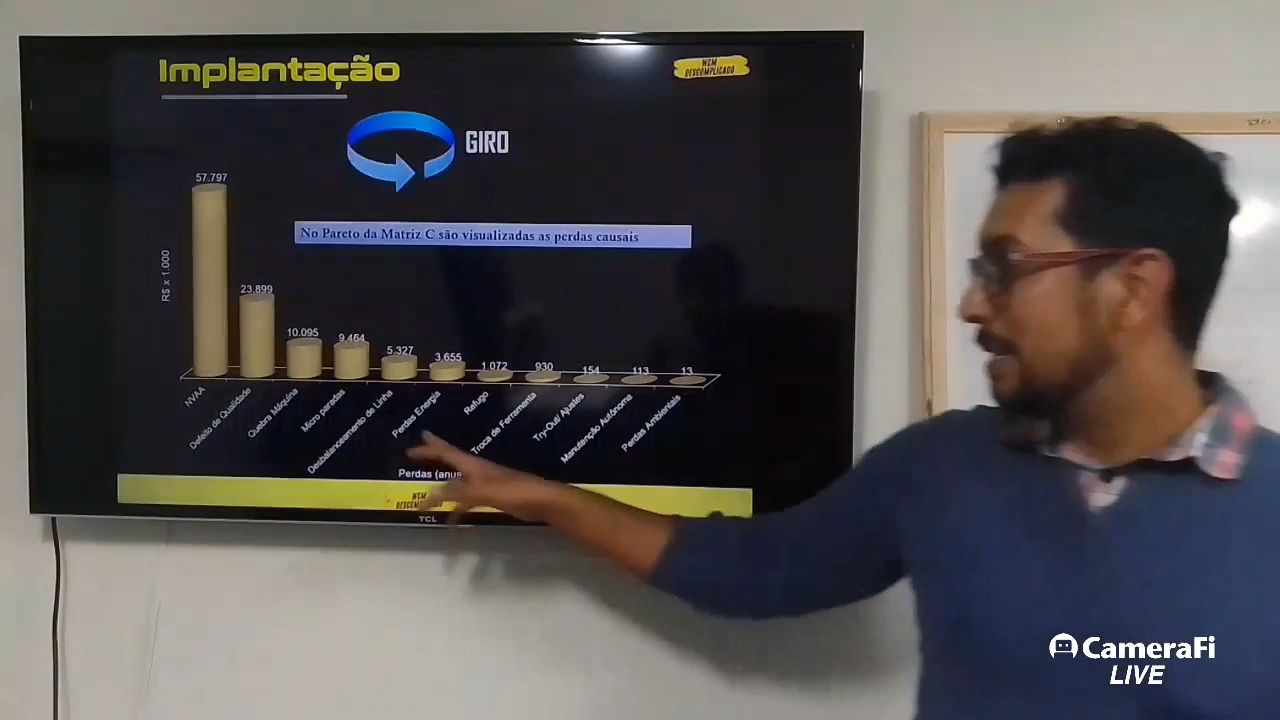 Implantação
WCM
DESCOMPLICADO
GIRO
57.797
No Pareto da Matriz C são visualizadas as perdas causais
R$ x 1.000
23.899
10.095
9.464
5.327
3.655
1.072
930
154
113
13
NVAA
Defeito de Qualidade
Quebra Máquina
Micro paradas
Desbalanceamento de Linha
Perdas Energia
Refugo
Troca de Ferramenta
Try-Out/ Ajustes
Manutenção Autônoma
Perdas Ambientais
Perdas
WCM
TCL
CameraFi
LIVE